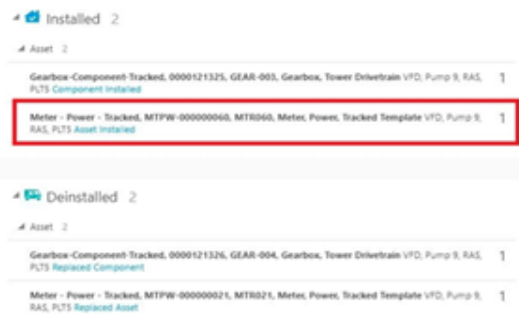 Installed 2
Asset 2
Gearbox-Component-Tracked, 0000121325, GEAR-003, Gearbox, Tower Drivetrain VFD, Pump 9, RAS, 1
PLTS Component Installed
Meter - Power - Tracked, MTPW-000000060, MTR060, Meter, Power, Tracked Template VFD, Pump 9, 1
RAS, PLTS Asset Installed
Deinstalled 2
Asset 2
Gearbox-Component-Tracked, 0000121326, GEAR-004, Gearbox, Tower Drivetrain VFD, Pump 9, RAS, 1
PLTS Replaced Component
Meter - Power - Tracked, MTPW-000000021, MTR021, Meter, Power, Tracked Template VFD, Pump 9, 1
RAS, PLTS Replaced Asset